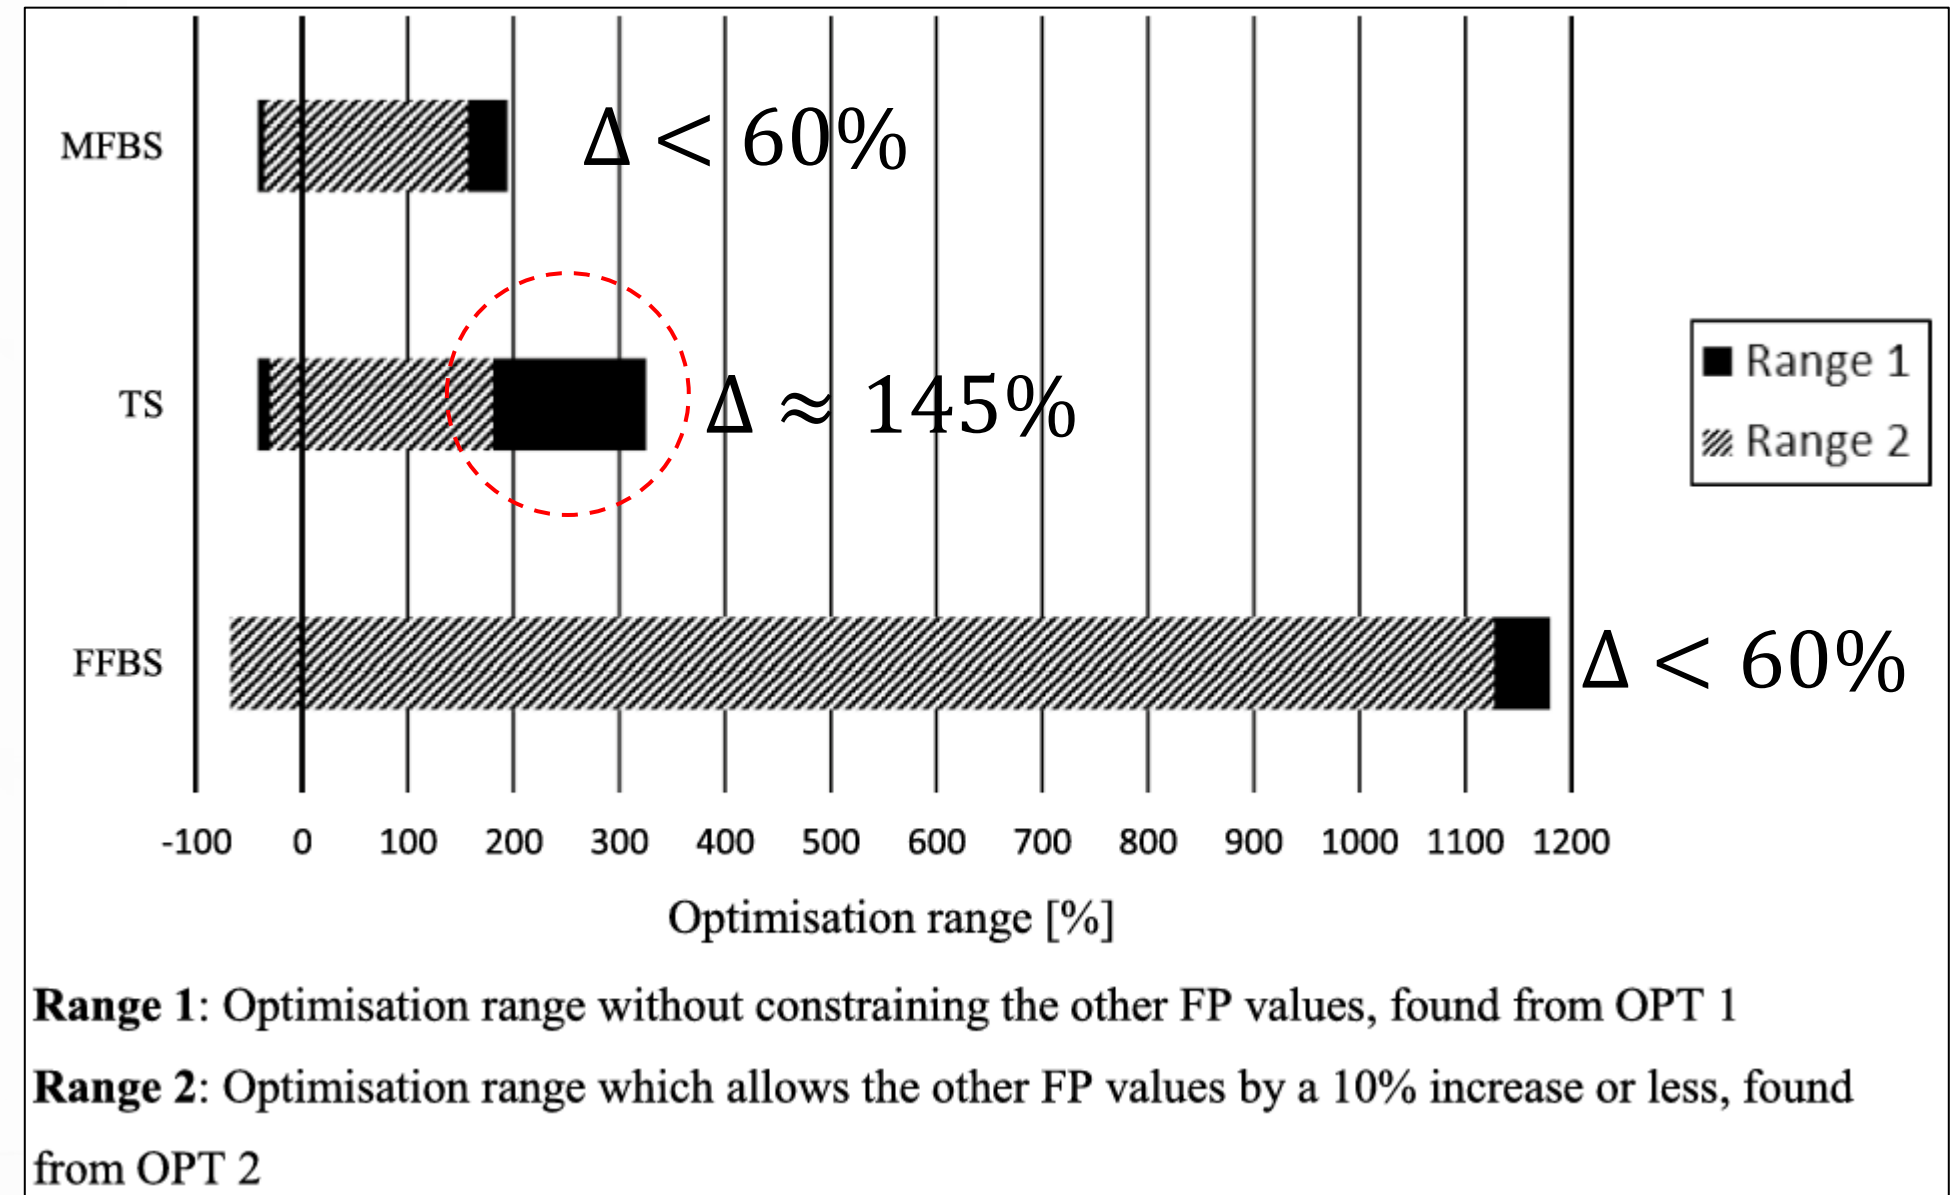 MFBS
Δ < 60%
TS
Δ ≈ 145%
Range 1
Range 2
FFBS
Δ < 60%
-100 0 100 200 300 400 500 600 700 800 900 1000 1100 1200
Optimisation range [%]
Range 1: Optimisation range without constraining the other FP values, found from OPT 1
Range 2: Optimisation range which allows the other FP values by a 10% increase or less, found
from OPT 2